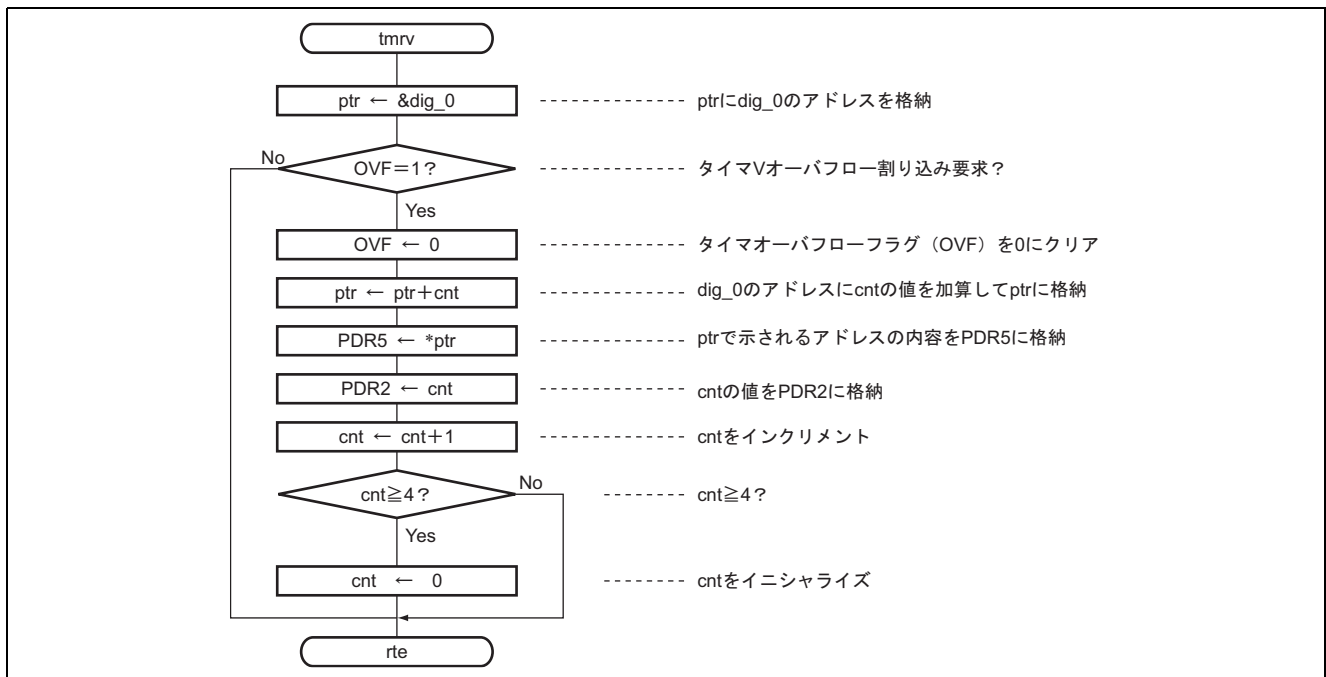 tmrv
ptr ← &dig_0 ptrにdig_0のアドレスを格納
No
OVF=1? タイマVオーバフロー割り込み要求?
Yes
OVF ← 0 タイマオーバフローフラグ(OVF)を0にクリア
ptr ← ptr+cnt dig_0のアドレスにcntの値を加算してptrに格納
PDR5 ← *ptr ptrで示されるアドレスの内容をPDR5に格納
PDR2 ← cnt cntの値をPDR2に格納
cnt ← cnt+1 cntをインクリメント
No
cnt≧4? cnt≧4?
Yes
cnt ← 0 cntをイニシャライズ
rte